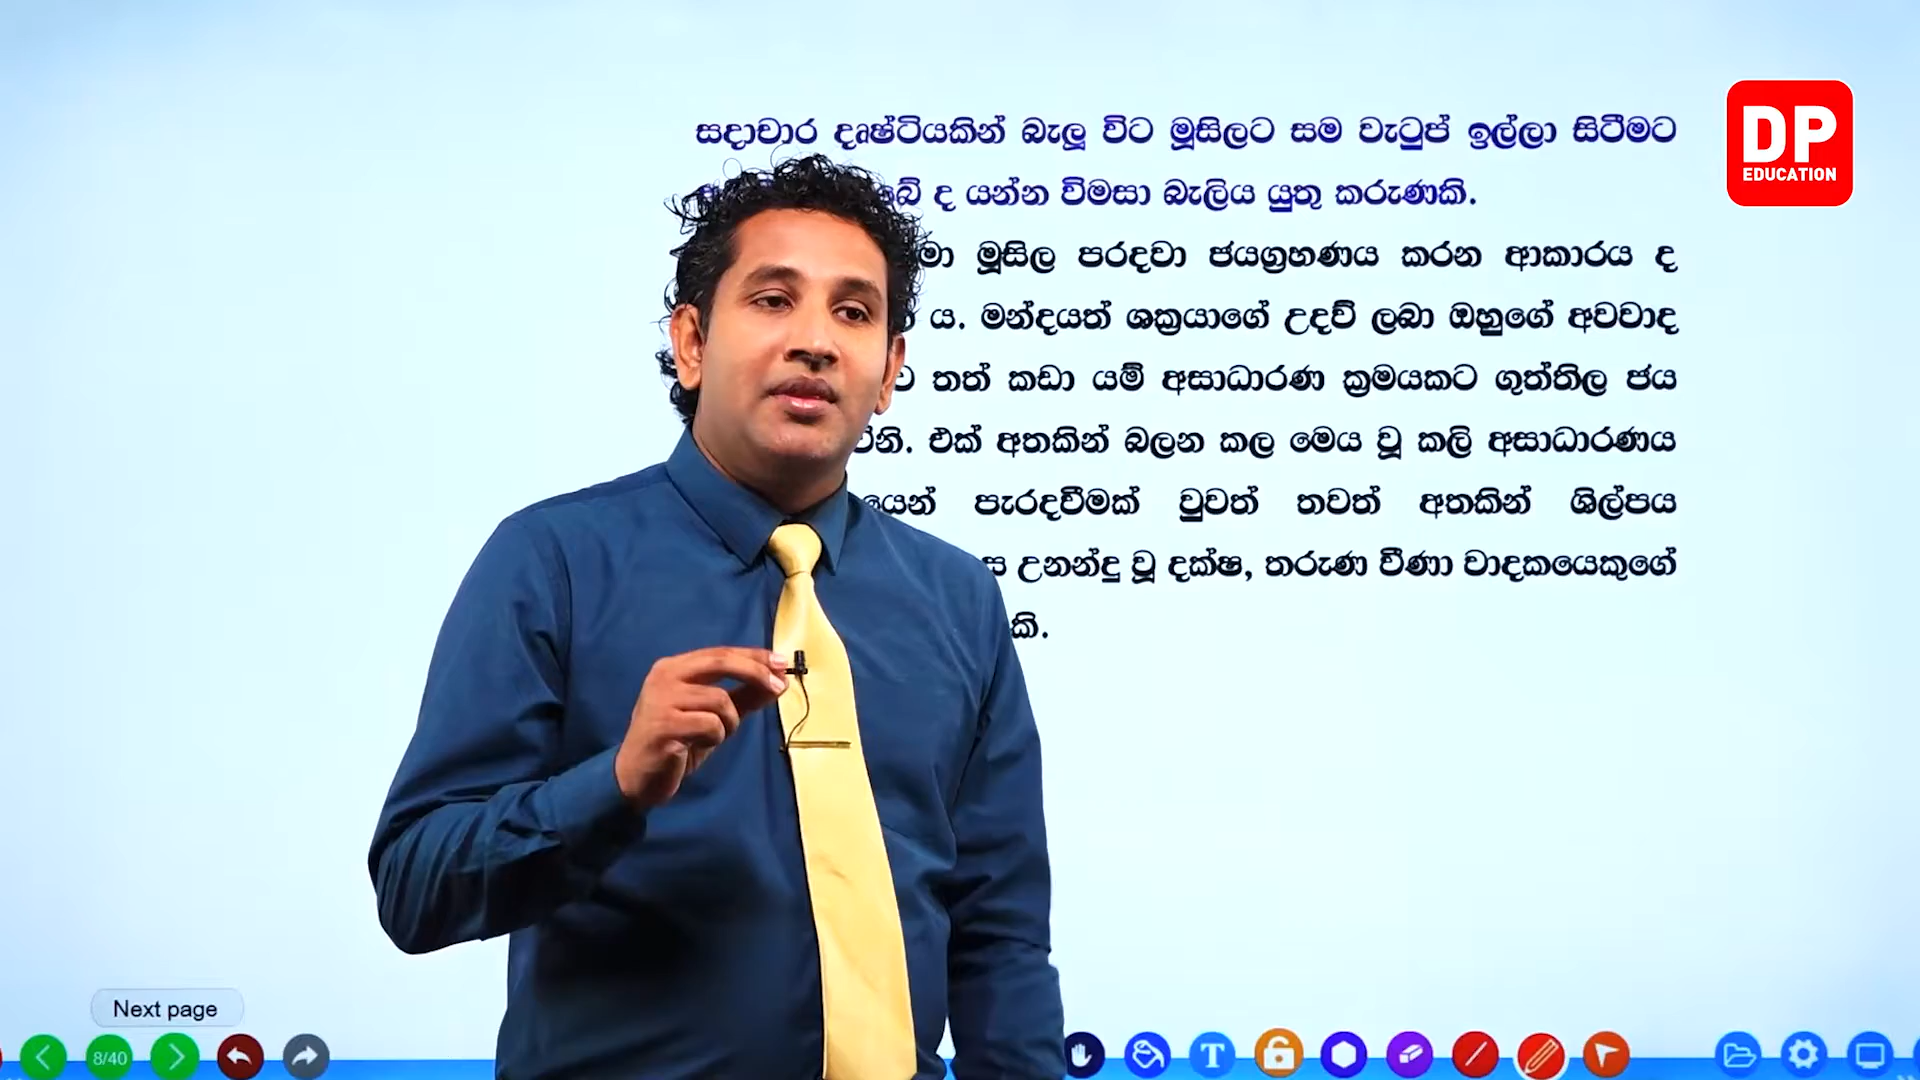 සදාචාර දෘෂ්ටියකින් බැලූ විට මූසිලට සම වැටුප් ඉල්ලා සිටීමට
ද යන්න විමසා බැලිය යුතු කරුණකි.
මූසිල පරදවා ජයග්‍රහණය කරන ආකාරය ද
ය. මන්දයත් ශක්‍රයාගේ උදව් ලබා ඔහුගේ අවවාද
තත් කඩා යම් අසාධාරණ ක්‍රමයකට ගුත්තිල ජය
එක් අතකින් බලන කල මෙය වූ කලි අසාධාරණය
පැරදවීමක් වුවත් තවත් අතකින් ශිල්පය
උනන්දු වූ දක්ෂ, තරුණ වීණා වාදකයෙකුගේ
DP
EDUCATION
Next page
8/40
T